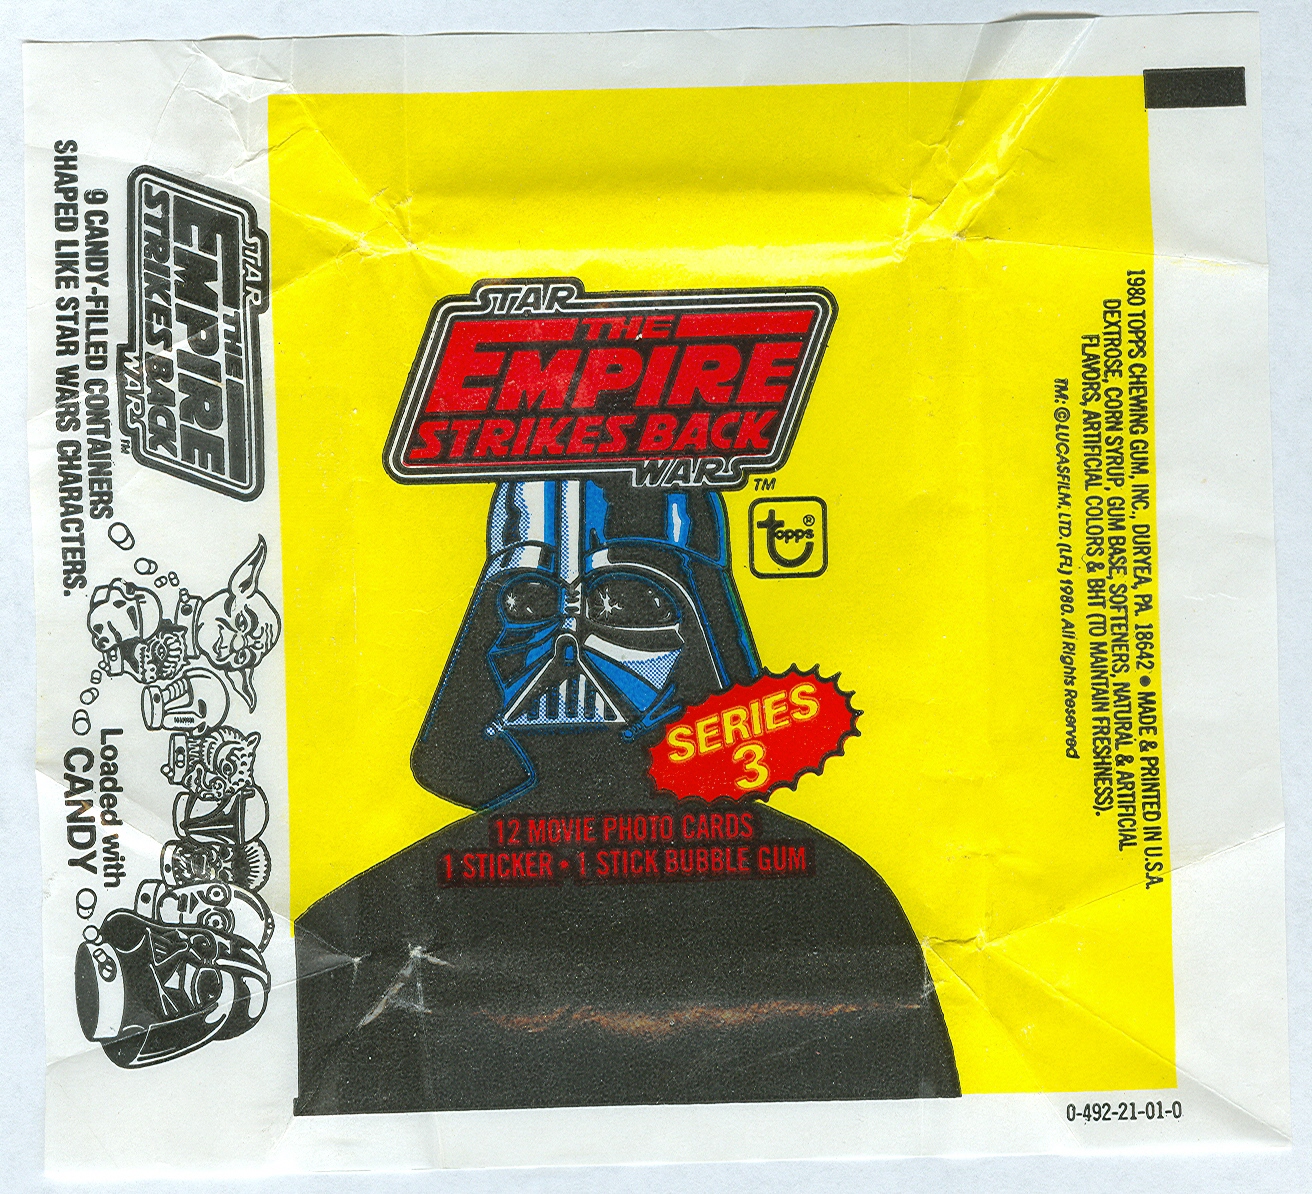 STAR
THE
EMPIRE
STRIKES BACK
WARS™
topps®
SERIES
3
12 MOVIE PHOTO CARDS
1 STICKER • 1 STICK BUBBLE GUM
STAR
THE
EMPIRE
STRIKES BACK
WARS™
9 CANDY-FILLED CONTAINERS
SHAPED LIKE STAR WARS CHARACTERS.
Loaded with
CANDY
1980 TOPPS CHEWING GUM, INC., DURYEA, PA. 18642 • MADE & PRINTED IN U.S.A.
DEXTROSE, CORN SYRUP, GUM BASE, SOFTENERS, NATURAL & ARTIFICIAL
FLAVORS, ARTIFICIAL COLORS & BHT (TO MAINTAIN FRESHNESS).
TM: ©LUCASFILM, LTD. (LFL) 1980. All Rights Reserved
0-492-21-01-0